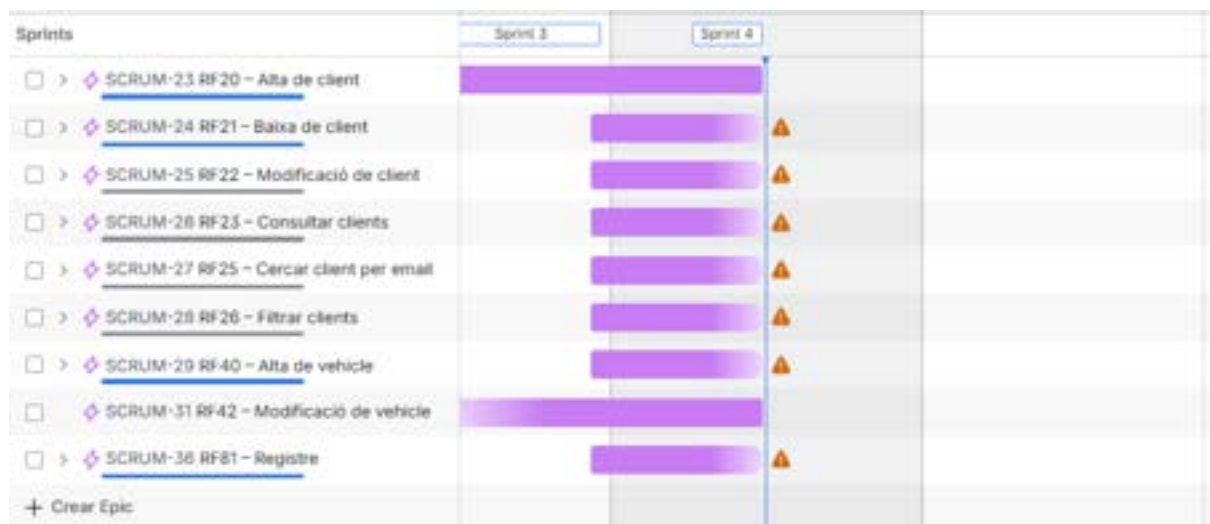 Sprints
Sprint 3
Sprint 4
SCRUM-23 RF20 – Alta de client
SCRUM-24 RF21 – Baixa de client
SCRUM-25 RF22 – Modificació de client
SCRUM-26 RF23 – Consultar clients
SCRUM-27 RF25 – Cercar client per email
SCRUM-28 RF26 – Filtrar clients
SCRUM-29 RF40 – Alta de vehicle
SCRUM-31 RF42 – Modificació de vehicle
SCRUM-36 RF81 – Registre
+ Crear Epic